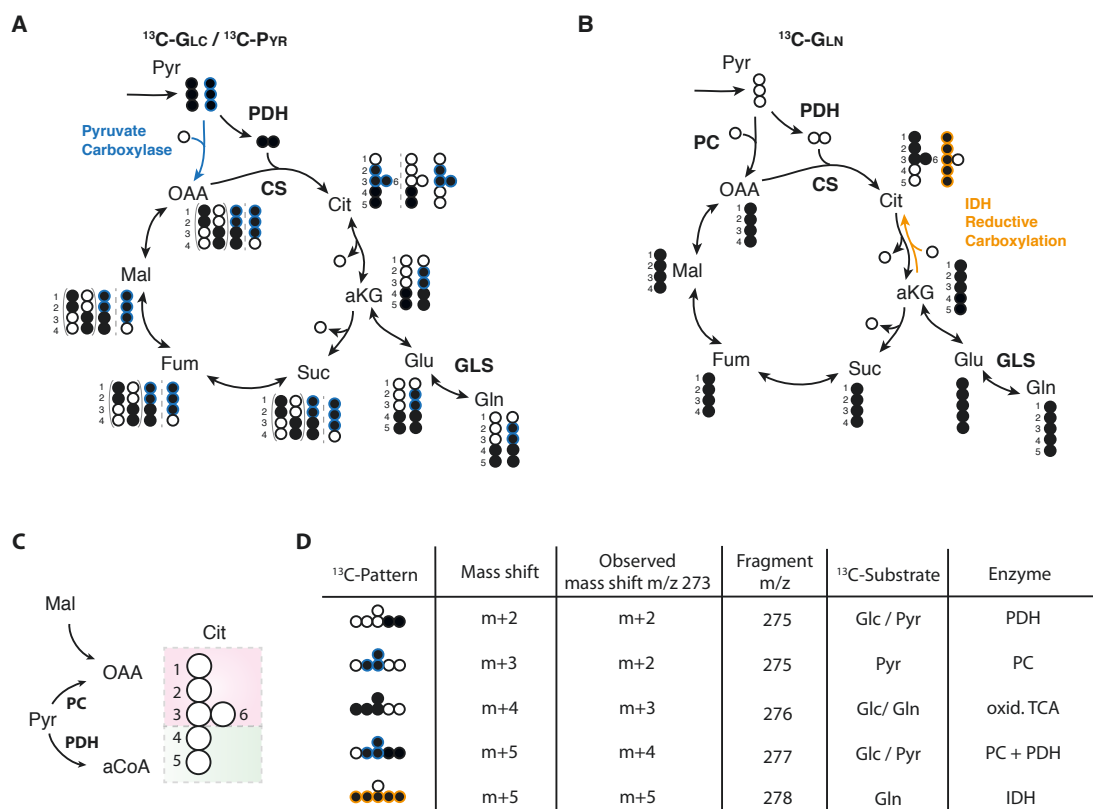 A
¹³C-GLC / ¹³C-PYR
Pyr
PDH
Pyruvate
Carboxylase
OAA
1
2
3
4
CS
Cit
1
2
3 6
4
5
Mal
1
2
3
4
aKG
1
2
3
4
5
Fum
1
2
3
4
Suc
1
2
3
4
Glu
1
2
3
4
5
GLS
Gln
1
2
3
4
5
B
¹³C-GLN
Pyr
PDH
PC
OAA
1
2
3
4
CS
Cit
1
2
3 6
4
5
IDH
Reductive
Carboxylation
Mal
1
2
3
4
aKG
1
2
3
4
5
Fum
1
2
3
4
Suc
1
2
3
4
Glu
GLS
Gln
1
2
3
4
5
C
Mal
OAA
PC
Pyr
PDH
aCoA
Cit
1
2
3 6
4
5
D
¹³C-Pattern Mass shift Observed mass shift m/z 273 Fragment m/z ¹³C-Substrate Enzyme
m+2 m+2 275 Glc / Pyr PDH
m+3 m+2 275 Pyr PC
m+4 m+3 276 Glc/ Gln oxid. TCA
m+5 m+4 277 Glc / Pyr PC + PDH
m+5 m+5 278 Gln IDH